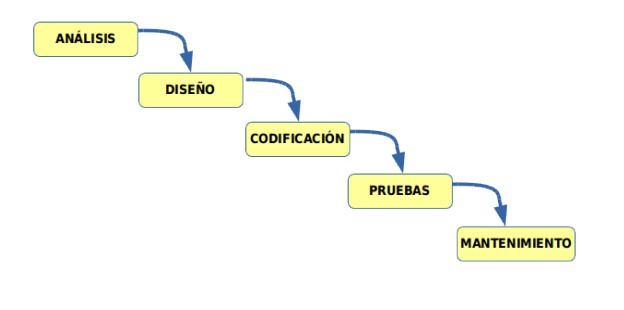 ANÁLISIS
DISEÑO
CODIFICACIÓN
PRUEBAS
MANTENIMIENTO